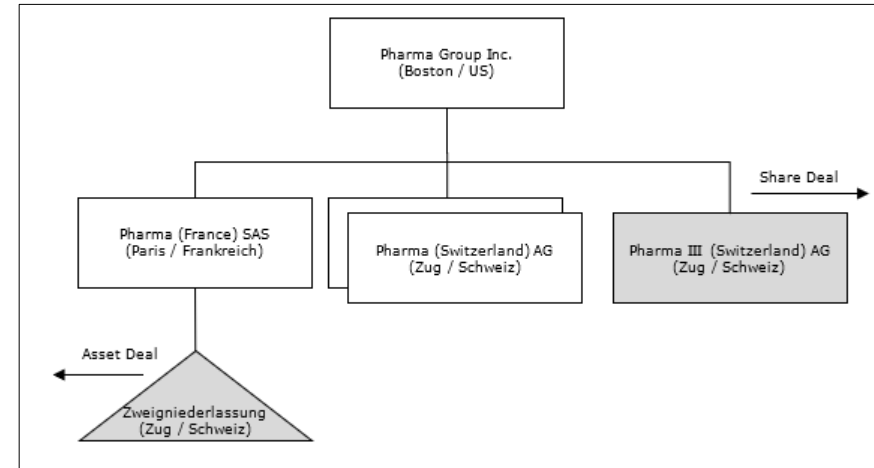 Pharma Group Inc.
(Boston / US)
Share Deal
Pharma (France) SAS
(Paris / Frankreich)
Pharma (Switzerland) AG
(Zug / Schweiz)
Pharma III (Switzerland) AG
(Zug / Schweiz)
Asset Deal
Zweigniederlassung
(Zug / Schweiz)